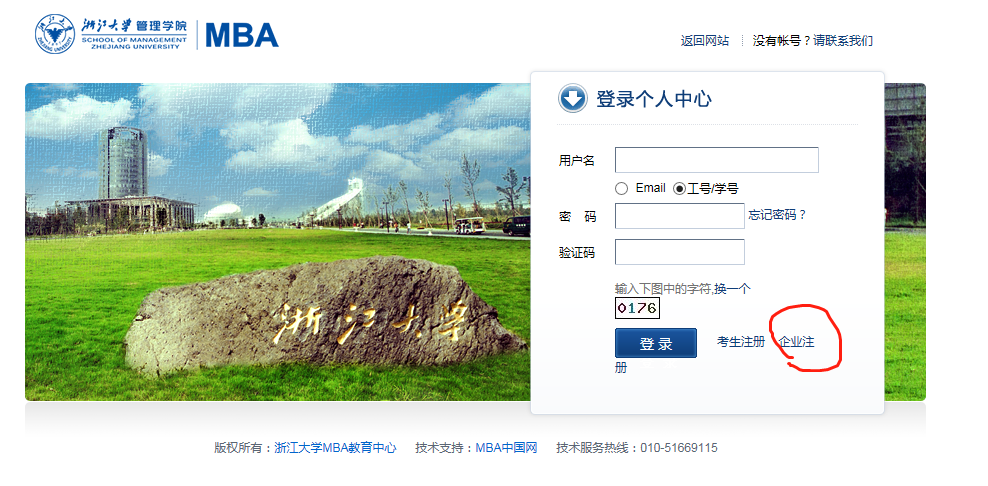 浙江大学管理学院
SCHOOL OF MANAGEMENT
ZHEJIANG UNIVERSITY
MBA
返回网站 没有帐号？请联系我们
登录个人中心
用户名
Email 工号/学号
密 码 忘记密码？
验证码
输入下图中的字符,换一个
0176
登 录 考生注册 企业注
册
浙江大学
版权所有：浙江大学MBA教育中心 技术支持：MBA中国网 技术服务热线：010-51669115